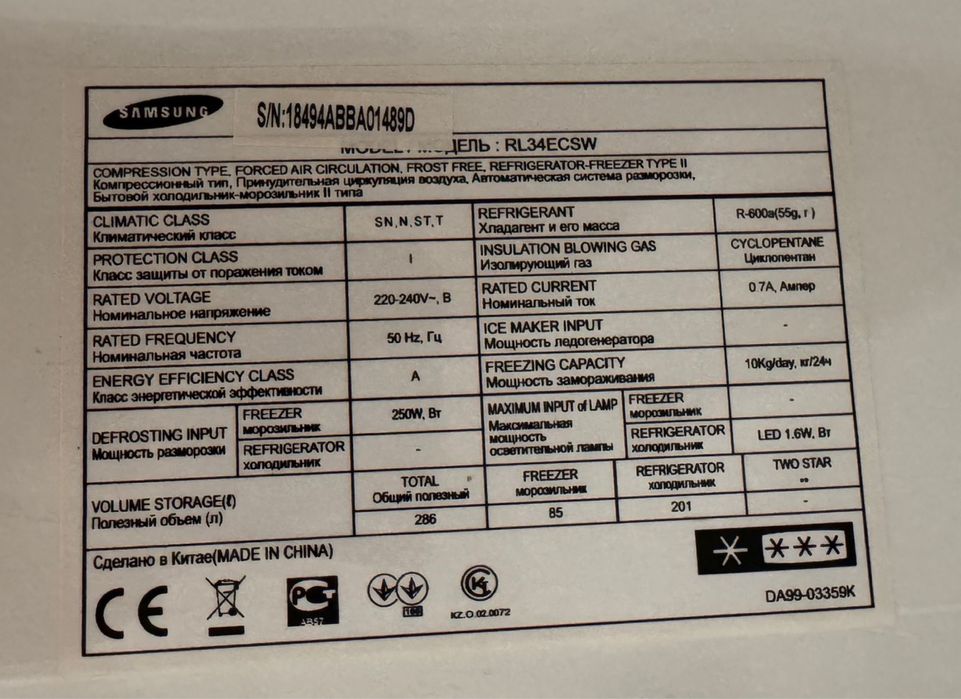 SAMSUNG
S/N:18494ABBA01489D
МОДЕЛЬ : RL34ECSW
COMPRESSION TYPE, FORCED AIR CIRCULATION, FROST FREE, REFRIGERATOR-FREEZER TYPE II
Компрессионный тип, Принудительная циркуляция воздуха, Автоматическая система разморозки,
Бытовой холодильник-морозильник II типа
CLIMATIC CLASS
Климатический класс
SN,N,ST,T
REFRIGERANT
Хладагент и его масса
R-600a(55g, г )
PROTECTION CLASS
Класс защиты от поражения током
I
INSULATION BLOWING GAS
Изолирующий газ
CYCLOPENTANE
Циклопентан
RATED VOLTAGE
Номинальное напряжение
220-240V~, В
RATED CURRENT
Номинальный ток
0.7A, Ампер
RATED FREQUENCY
Номинальная частота
50 Hz, Гц
ICE MAKER INPUT
Мощность ледогенератора
-
ENERGY EFFICIENCY CLASS
Класс энергетической эффективности
A
FREEZING CAPACITY
Мощность замораживания
10Kg/day, кг/24ч
DEFROSTING INPUT
Мощность разморозки
FREEZER
морозильник
250W, Вт
REFRIGERATOR
холодильник
-
MAXIMUM INPUT of LAMP
Максимальная
мощность
осветительной лампы
FREEZER
морозильник
-
REFRIGERATOR
холодильник
LED 1.6W, Вт
VOLUME STORAGE(ℓ)
Полезный объем (л)
TOTAL
Общий полезный
286
FREEZER
морозильник
85
REFRIGERATOR
холодильник
201
TWO STAR
**
-
Сделано в Китае(MADE IN CHINA)
CE
РСТ
АВ57
KZ.O.02.0072
DA99-03359K